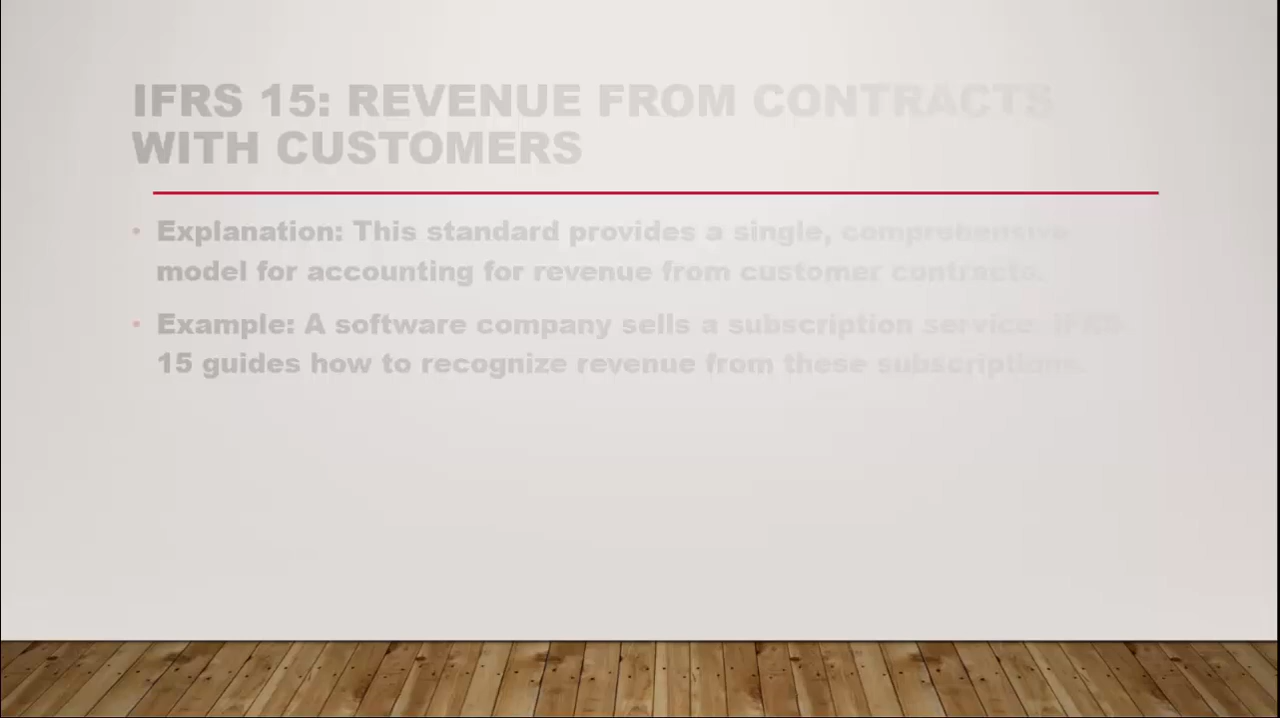 IFRS 15: REVENUE FROM CONTRACTS
WITH CUSTOMERS
Explanation: This standard provides a single, comprehensive
model for accounting for revenue from customer contracts.
Example: A software company sells a subscription service. IFRS
15 guides how to recognize revenue from these subscriptions.